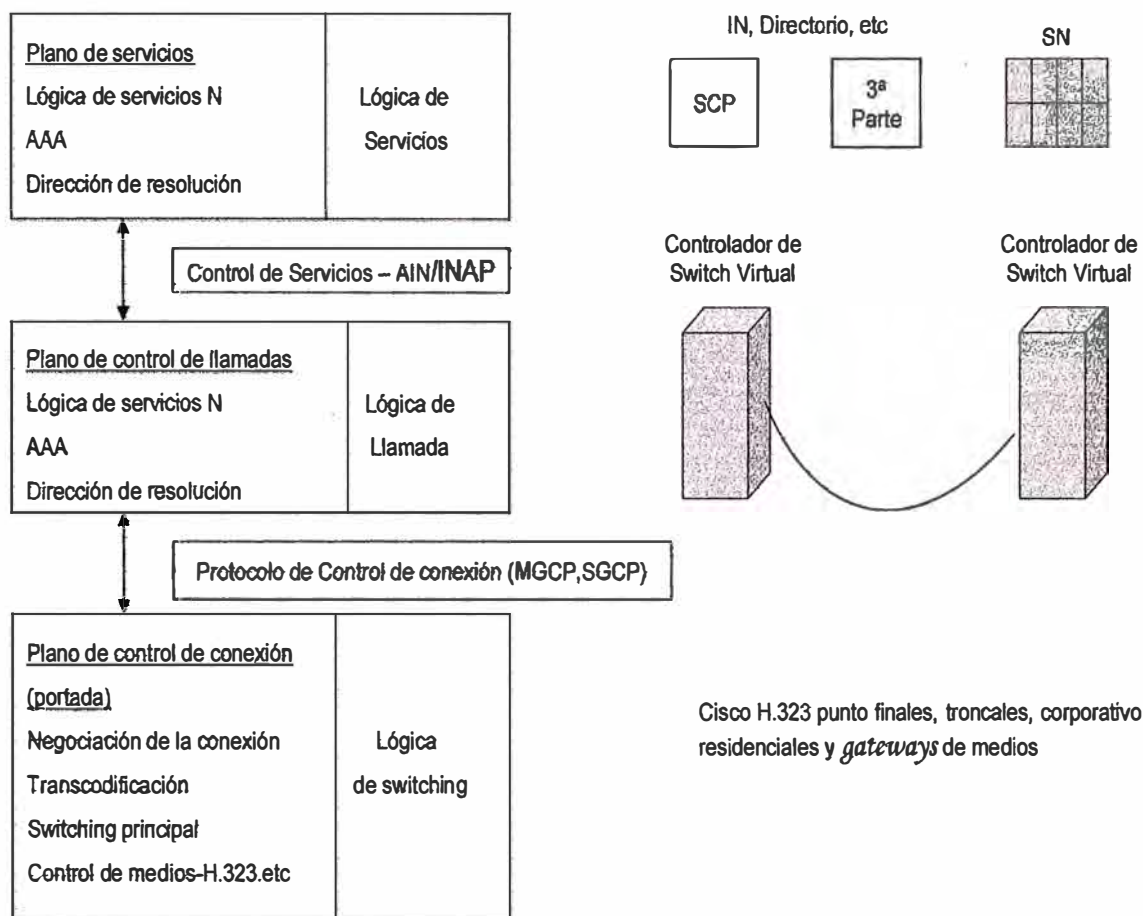 Plano de servicios
Lógica de servicios N
AAA
Dirección de resolución
Lógica de
Servicios
IN, Directorio, etc
SCP
3ª
Parte
SN
Control de Servicios – AIN/INAP
Controlador de
Switch Virtual
Controlador de
Switch Virtual
Plano de control de llamadas
Lógica de servicios N
AAA
Dirección de resolución
Lógica de
Llamada
Protocolo de Control de conexión (MGCP,SGCP)
Plano de control de conexión
(portada)
Negociación de la conexión
Transcodificación
Switching principal
Control de medios-H.323.etc
Lógica
de switching
Cisco H.323 punto finales, troncales, corporativo
residenciales y gateways de medios